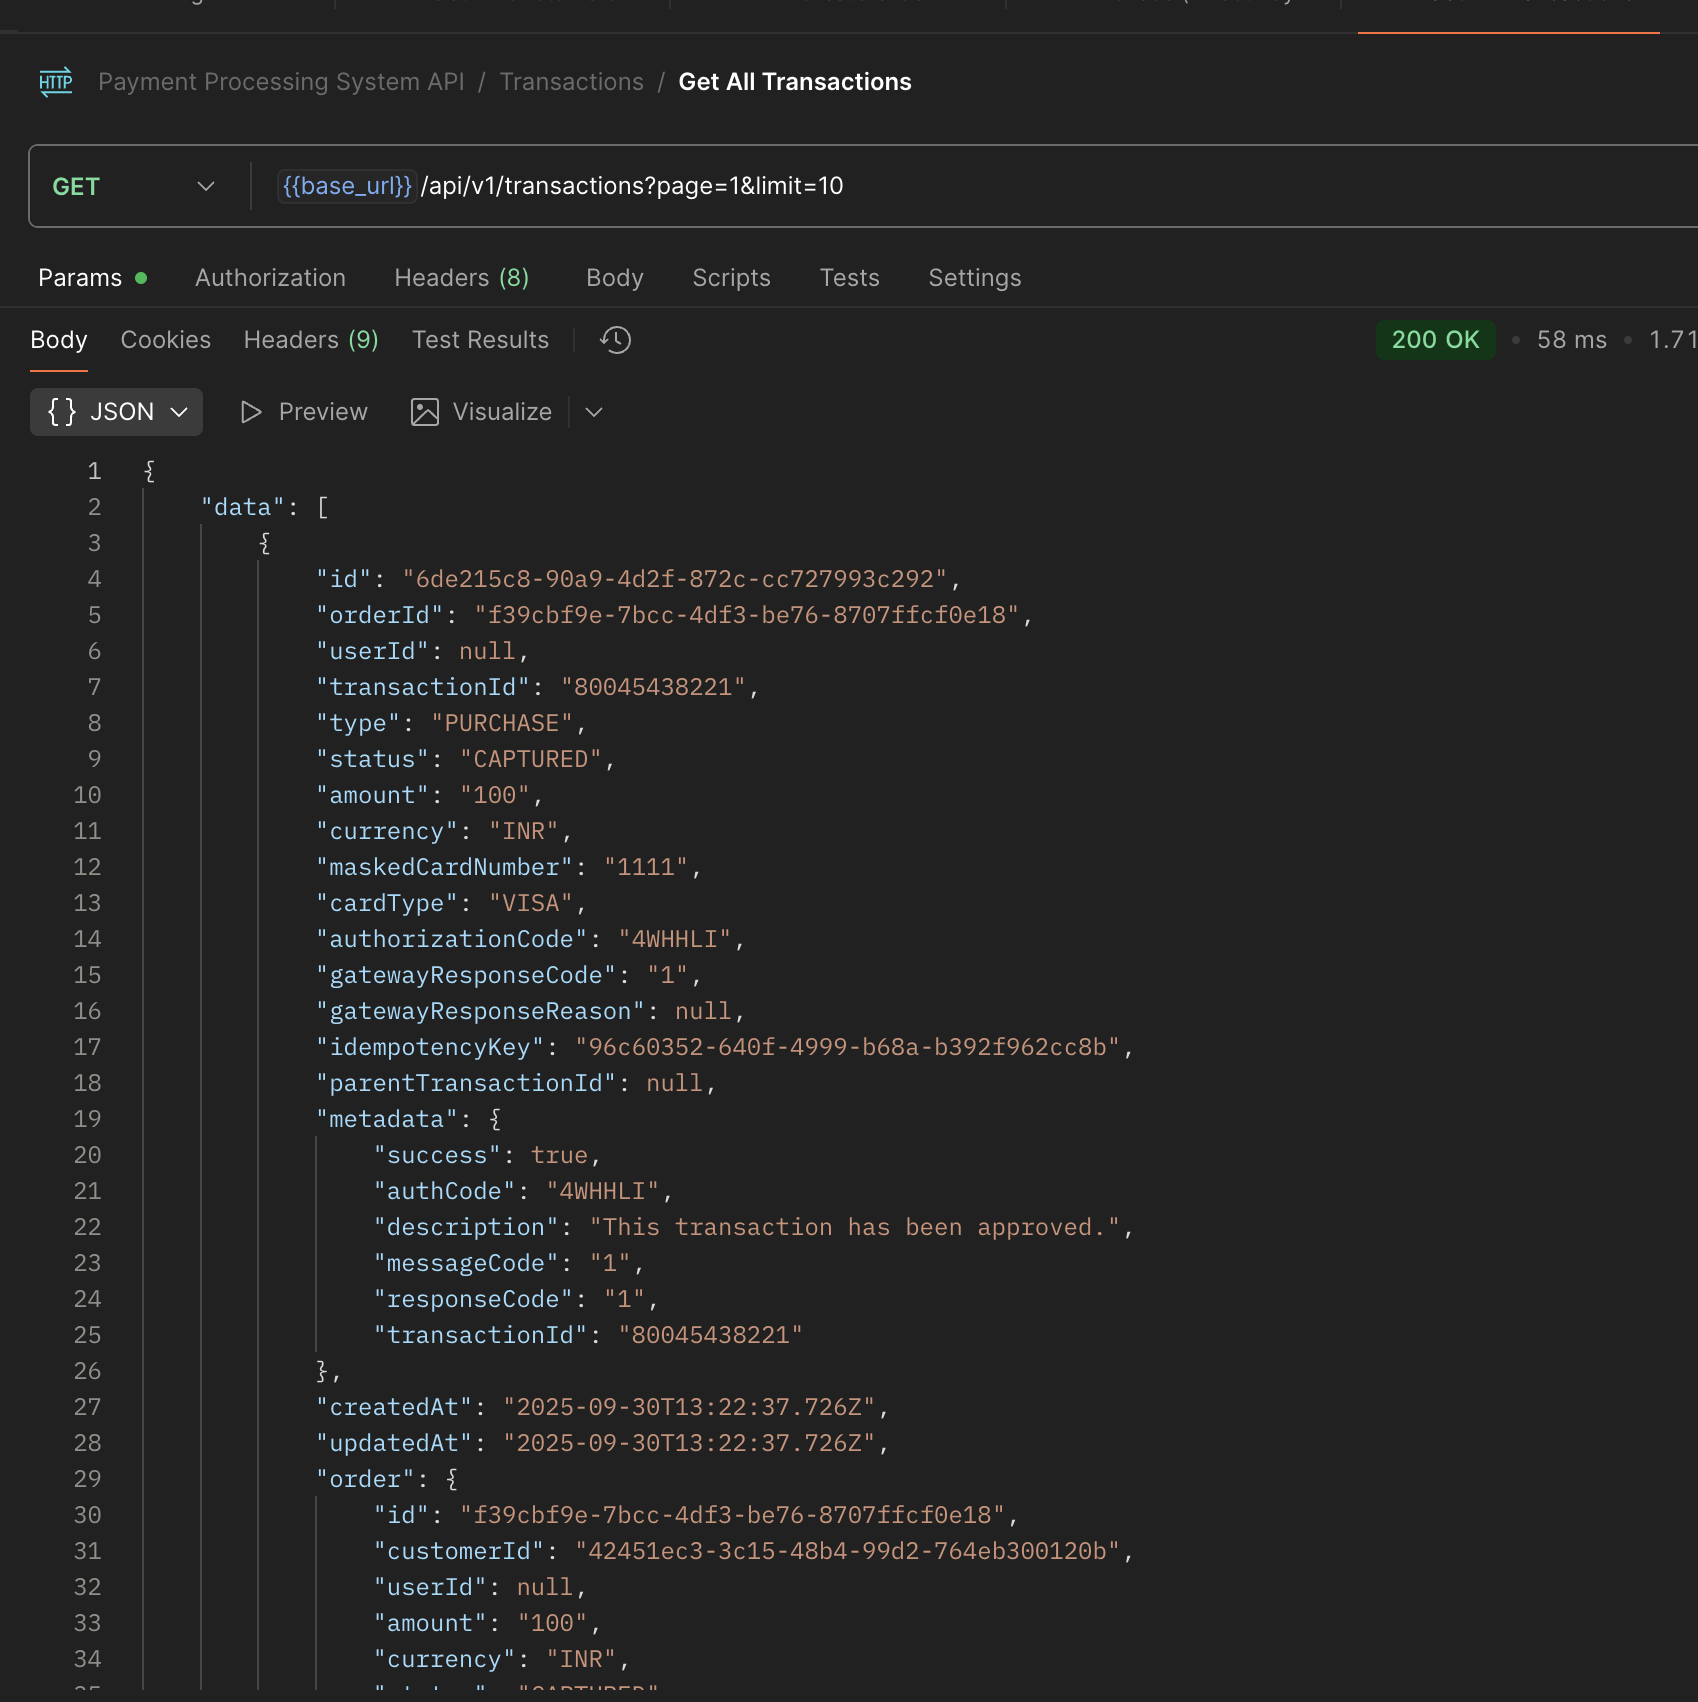 HTTP Payment Processing System API / Transactions / Get All Transactions
GET {{base_url}}/api/v1/transactions?page=1&limit=10
Params Authorization Headers (8) Body Scripts Tests Settings
Body Cookies Headers (9) Test Results 200 OK • 58 ms • 1.71
{} JSON Preview Visualize
1 {
2 "data": [
3 {
4 "id": "6de215c8-90a9-4d2f-872c-cc727993c292",
5 "orderId": "f39cbf9e-7bcc-4df3-be76-8707ffcf0e18",
6 "userId": null,
7 "transactionId": "80045438221",
8 "type": "PURCHASE",
9 "status": "CAPTURED",
10 "amount": "100",
11 "currency": "INR",
12 "maskedCardNumber": "1111",
13 "cardType": "VISA",
14 "authorizationCode": "4WHHLI",
15 "gatewayResponseCode": "1",
16 "gatewayResponseReason": null,
17 "idempotencyKey": "96c60352-640f-4999-b68a-b392f962cc8b",
18 "parentTransactionId": null,
19 "metadata": {
20 "success": true,
21 "authCode": "4WHHLI",
22 "description": "This transaction has been approved.",
23 "messageCode": "1",
24 "responseCode": "1",
25 "transactionId": "80045438221"
26 },
27 "createdAt": "2025-09-30T13:22:37.726Z",
28 "updatedAt": "2025-09-30T13:22:37.726Z",
29 "order": {
30 "id": "f39cbf9e-7bcc-4df3-be76-8707ffcf0e18",
31 "customerId": "42451ec3-3c15-48b4-99d2-764eb300120b",
32 "userId": null,
33 "amount": "100",
34 "currency": "INR",